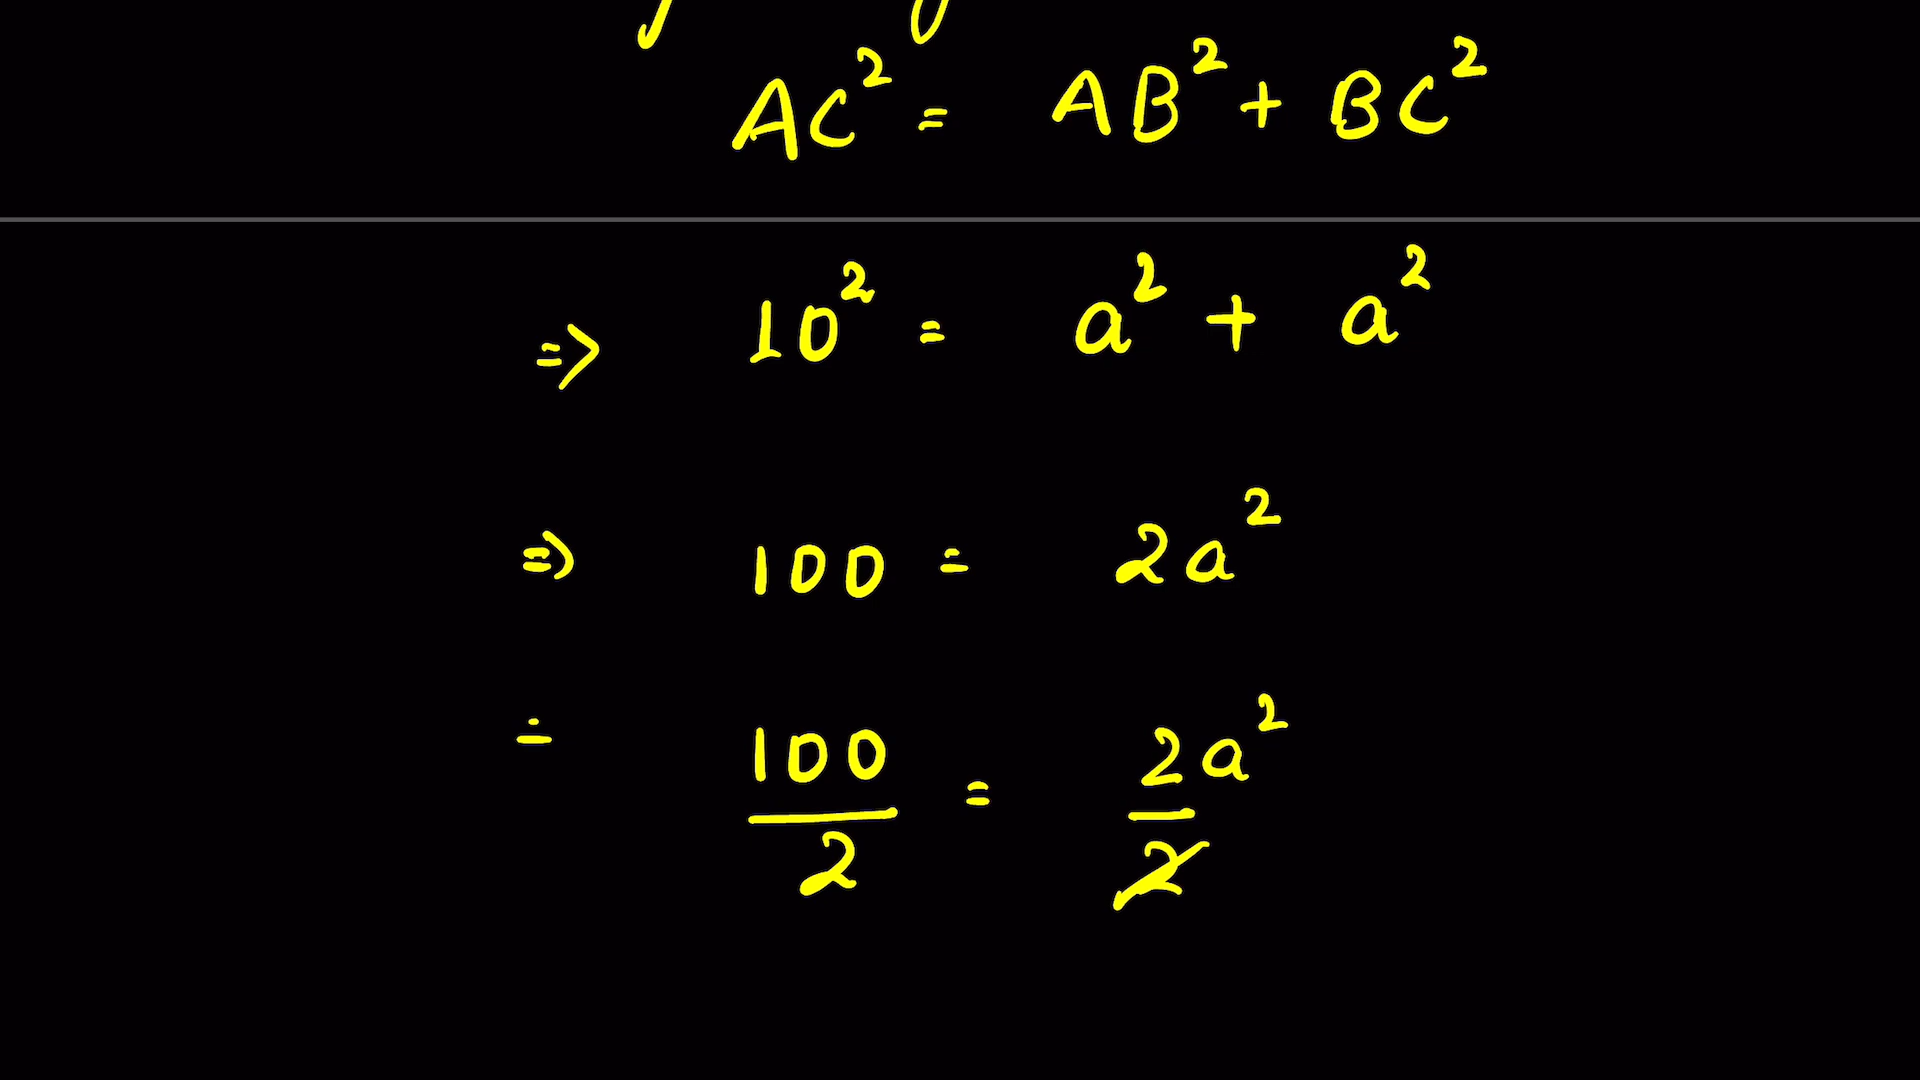 AC² = AB² + BC²
=> 10² = a² + a²
=> 100 = 2a²
÷ 100/2 = 2a²/2